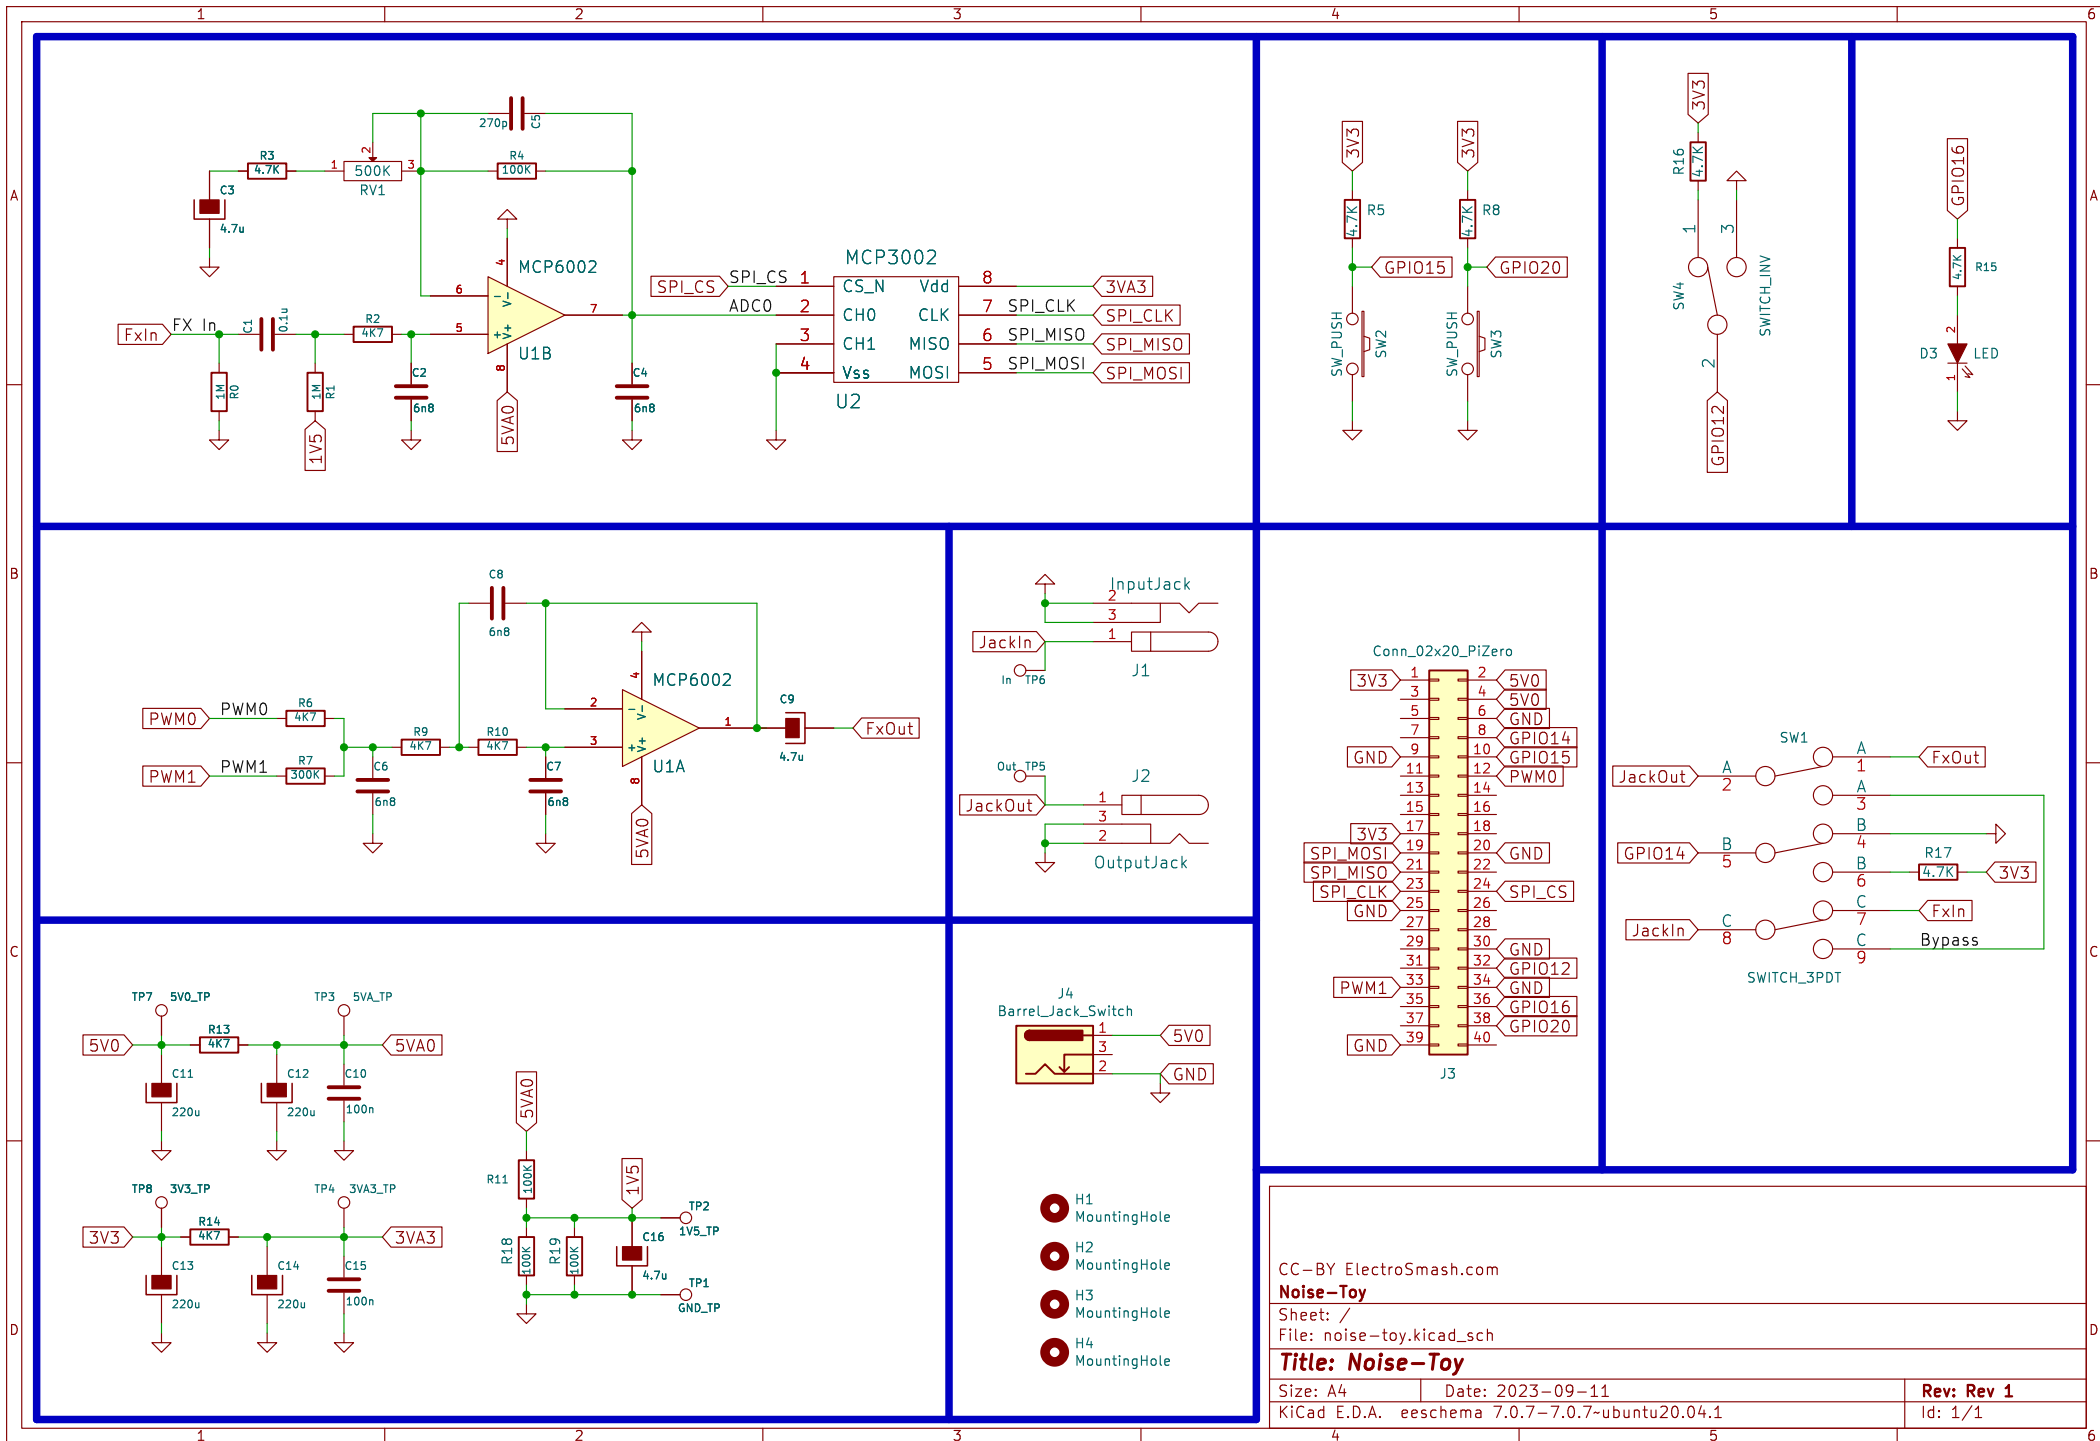 1 2 3 4 5 6
A
270p C5
R3
4.7K
1 2 3
500K
RV1
R4
100K
C3
4.7u
4
MCP6002
6
5
7
V-
V+
8
U1B
5VA0
FxIn
FX In
C1
0.1u
R2
4K7
1M
R0
1M
R1
1V5
C2
6n8
C4
6n8
MCP3002
SPI_CS
SPI_CS
1 CS_N
ADC0
2 CH0
3 CH1
4 Vss
Vdd 8
3VA3
CLK 7
SPI_CLK
SPI_CLK
MISO 6
SPI_MISO
SPI_MISO
MOSI 5
SPI_MOSI
SPI_MOSI
U2
3V3
4.7K
R5
GPIO15
SW_PUSH
SW2
3V3
4.7K
R8
GPIO20
SW_PUSH
SW3
3V3
R16
4.7K
1
3
SW4
SWITCH_INV
2
GPIO12
GPIO16
4.7K
R15
2
D3
LED
1
A
B
C8
6n8
PWM0
PWM0
R6
4K7
PWM1
PWM1
R7
300K
C6
6n8
R9
4K7
R10
4K7
C7
6n8
4
MCP6002
2
3
1
V-
V+
8
U1A
5VA0
C9
4.7u
FxOut
InputJack
2
3
JackIn
1
In TP6
J1
Out TP5
J2
JackOut
1
3
2
OutputJack
Conn_02x20_PiZero
3V3 1 2 5V0
3 4 5V0
5 6 GND
7 8 GPIO14
GND 9 10 GPIO15
11 12 PWM0
13 14
15 16
3V3 17 18
SPI_MOSI 19 20 GND
SPI_MISO 21 22
SPI_CLK 23 24 SPI_CS
GND 25 26
27 28
29 30 GND
31 32 GPIO12
PWM1 33 34 GND
35 36 GPIO16
37 38 GPIO20
GND 39 40
J3
SW1
JackOut
A
2
A
1
FxOut
A
3
GPIO14
B
5
B
4
B
6
R17
4.7K
3V3
JackIn
C
8
C
7
FxIn
Bypass
C
9
SWITCH_3PDT
B
C
C
TP7 5V0_TP
TP3 5VA_TP
5V0
R13
4K7
5VA0
C11
220u
C12
220u
C10
100n
TP8 3V3_TP
TP4 3VA3_TP
3V3
R14
4K7
3VA3
C13
220u
C14
220u
C15
100n
5VA0
R11
100K
1V5
TP2
1V5_TP
R18
100K
R19
100K
C16
4.7u
TP1
GND_TP
J4
Barrel_Jack_Switch
1
5V0
3
2
GND
H1
MountingHole
H2
MountingHole
H3
MountingHole
H4
MountingHole
CC-BY ElectroSmash.com
Noise-Toy
Sheet: /
File: noise-toy.kicad_sch
Title: Noise-Toy
Size: A4 Date: 2023-09-11 Rev: Rev 1
KiCad E.D.A. eeschema 7.0.7-7.0.7~ubuntu20.04.1 Id: 1/1
D
D
1 2 3 4 5 6